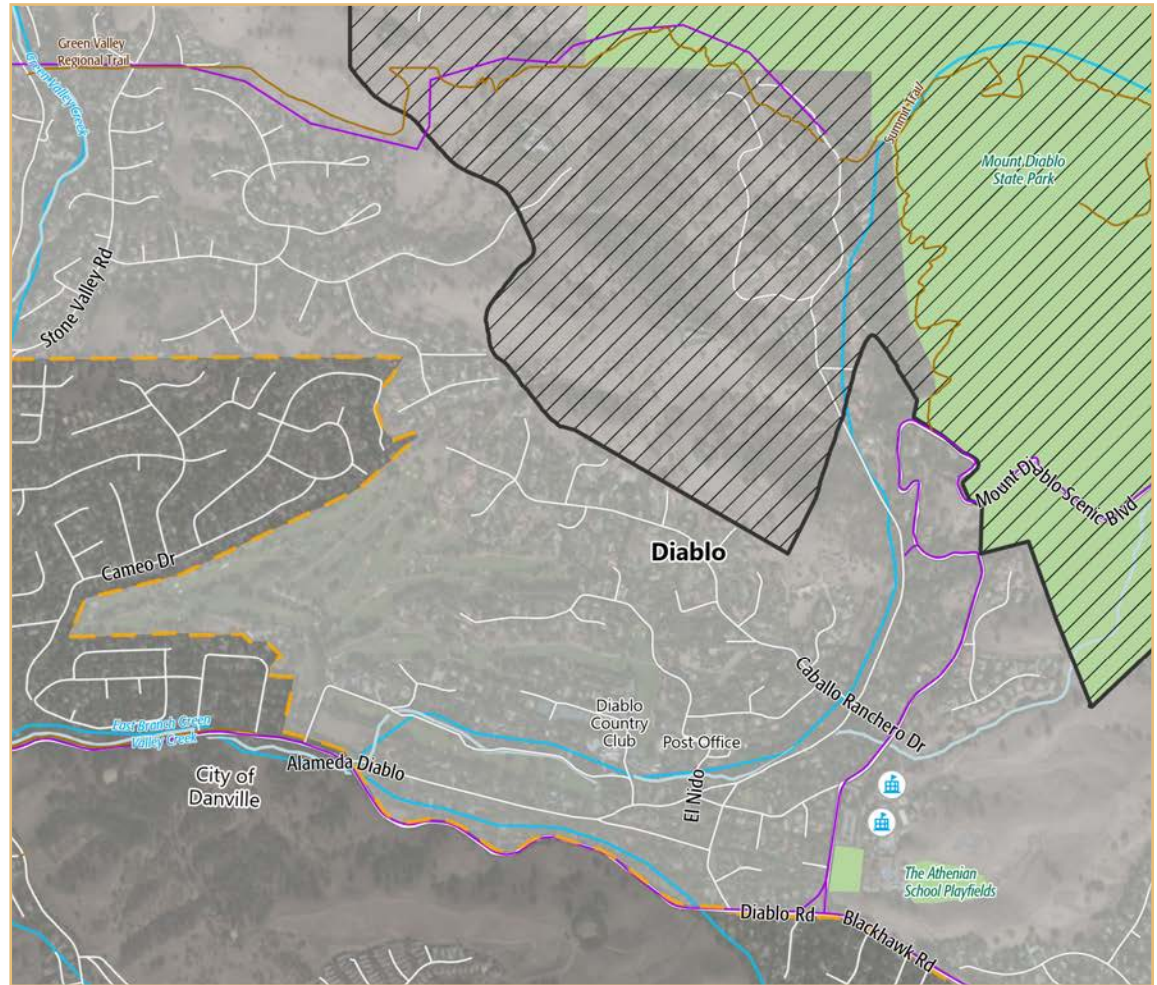 Green Valley
Regional Trail
Green Valley Creek
Summit Trail
Mount Diablo
State Park
Stone Valley Rd
Mount Diablo Scenic Blvd
Diablo
Cameo Dr
Caballo Ranchero Dr
Diablo
Country
Club
Post Office
East Branch Green
Valley Creek
Alameda Diablo
City of
Danville
El Nido
The Athenian
School Playfields
Diablo Rd
Blackhawk Rd